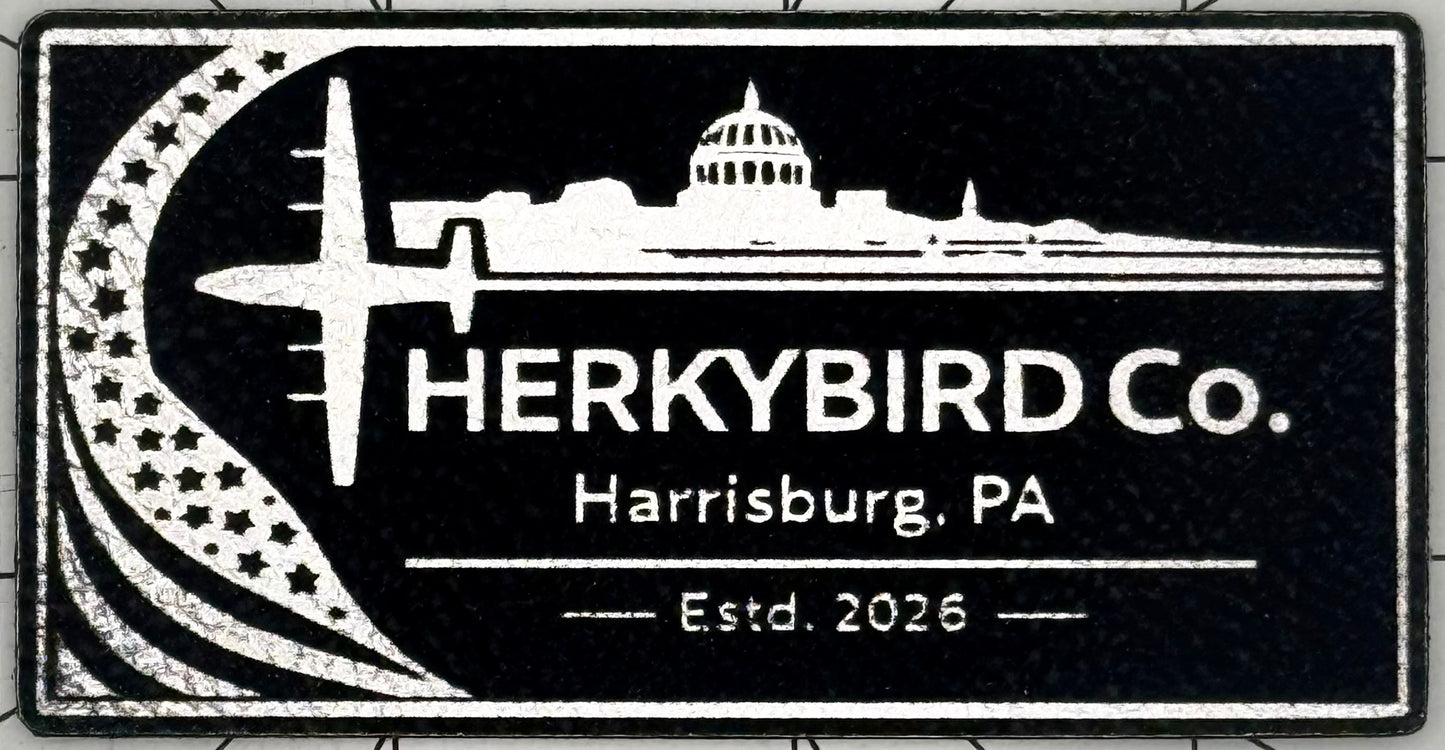 HERKYBIRD Co.
Harrisburg, PA
Estd. 2026